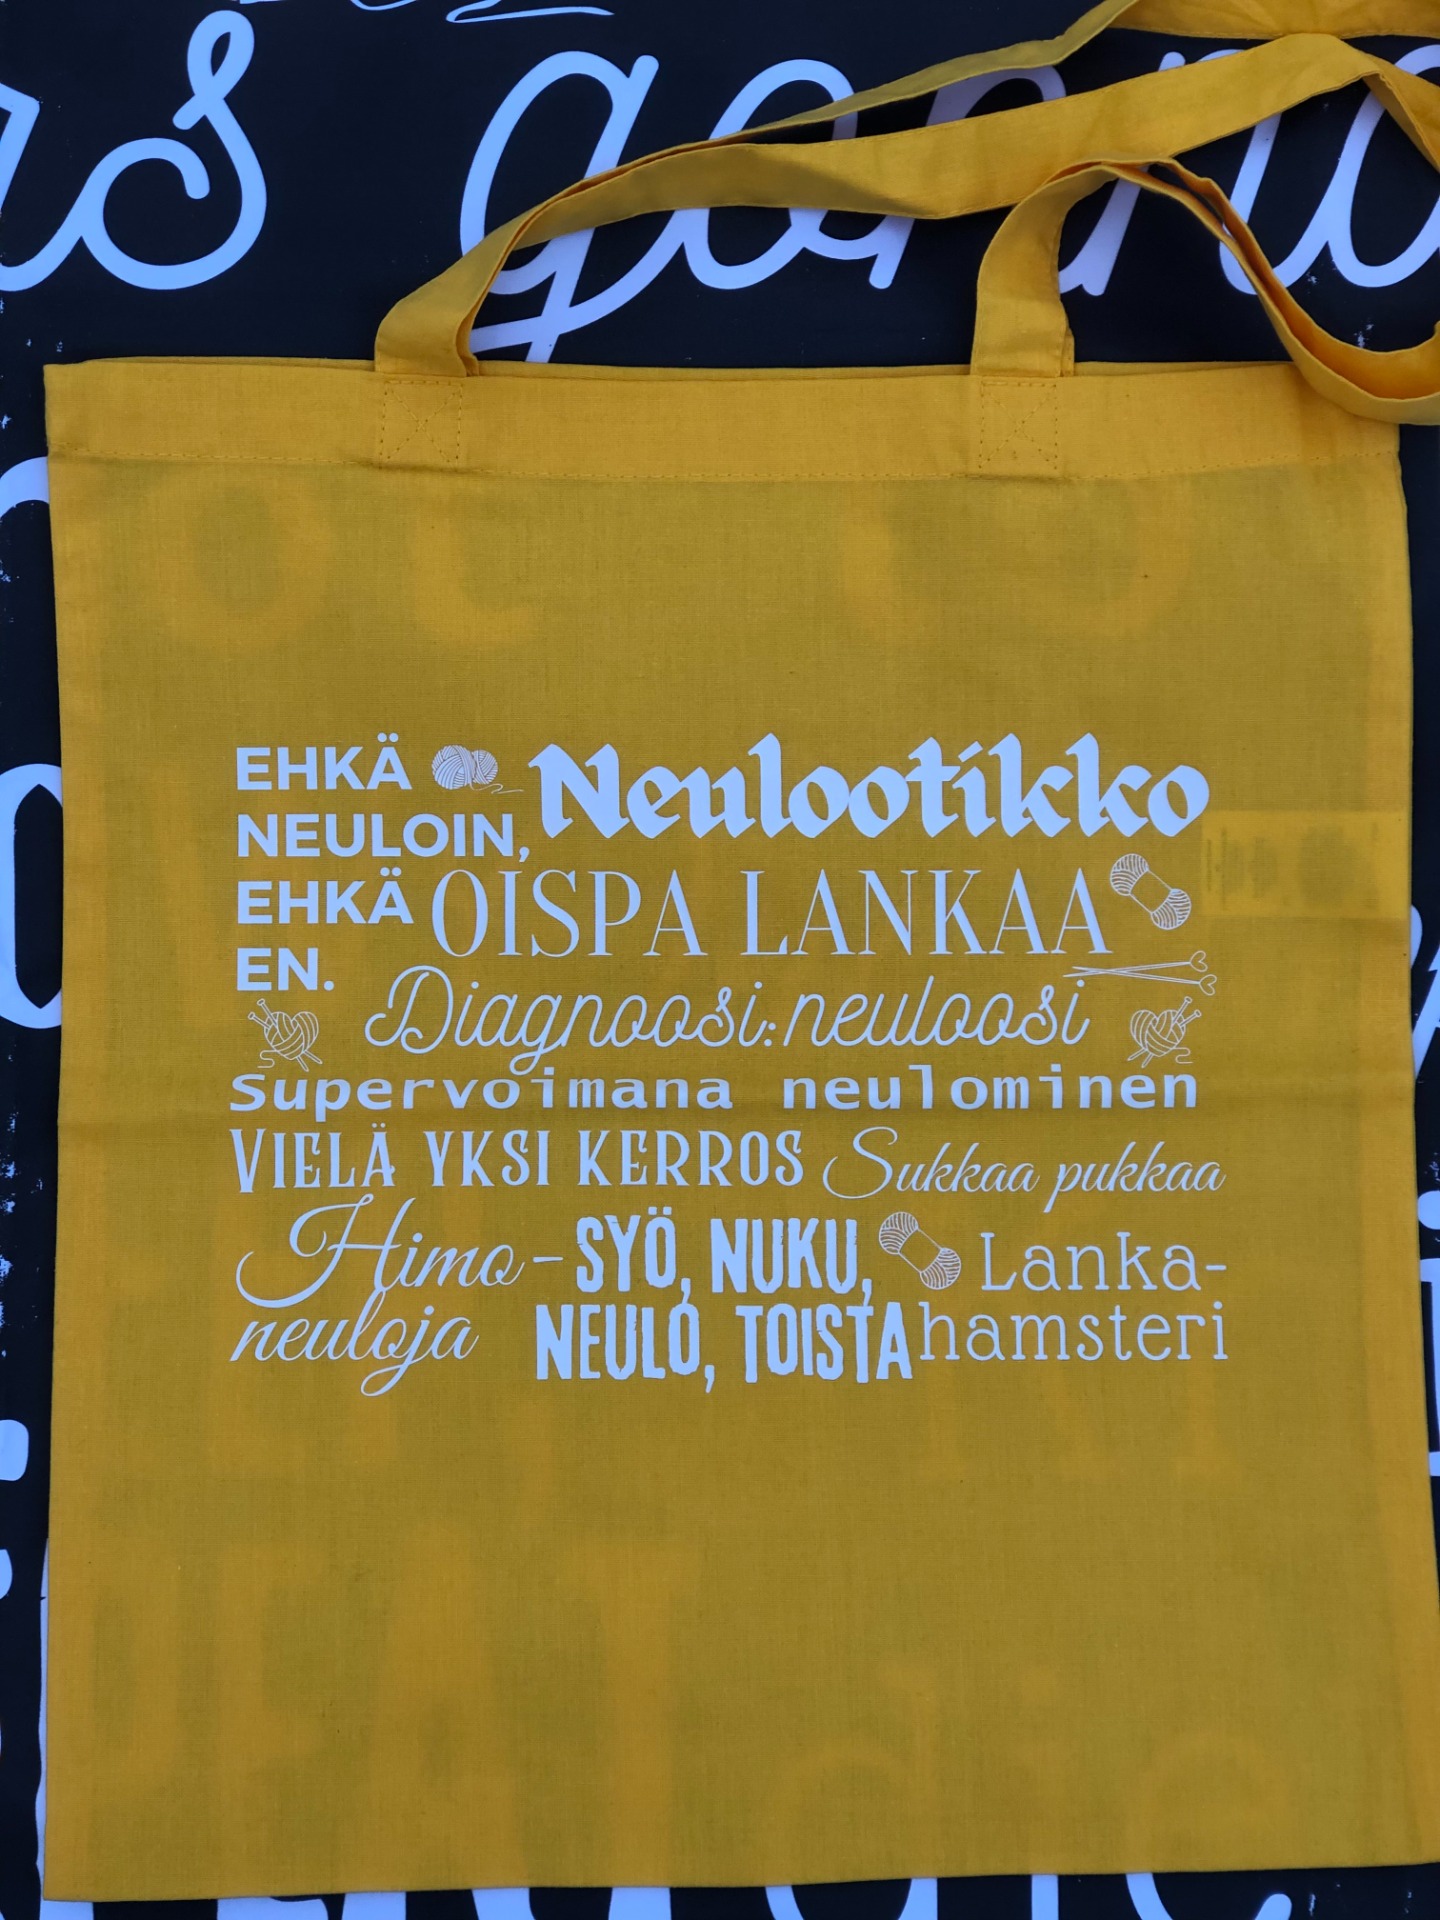 EHKÄ
NEULOIN,
EHKÄ
EN.
Neulootikko
OISPA LANKAA
Diagnoosi: neuloosi
Supervoimana neulominen
VIELÄ YKSI KERROS
Sukkaa pukkaa
Himo-
neuloja
SYÖ, NUKU,
NEULO, TOISTA
Lanka-
hamsteri